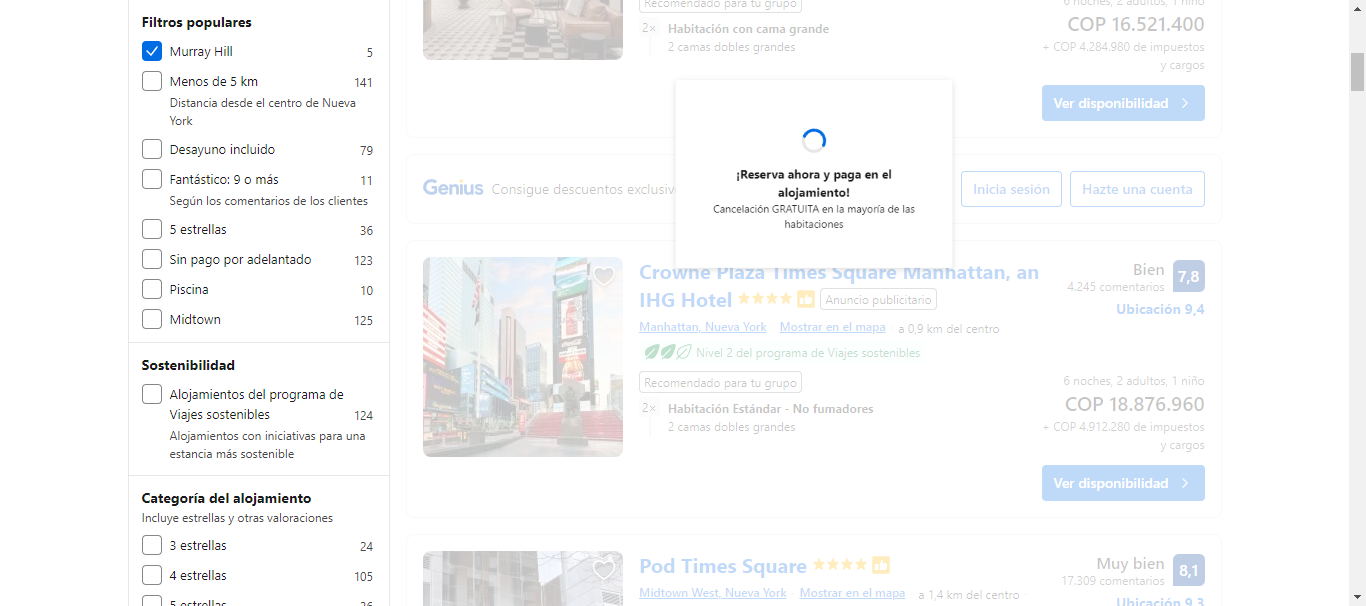 Filtros populares
Murray Hill 5
Menos de 5 km 141
Distancia desde el centro de Nueva
York
Desayuno incluido 79
Fantástico: 9 o más 11
Según los comentarios de los clientes
5 estrellas 36
Sin pago por adelantado 123
Piscina 10
Midtown 125
Sostenibilidad
Alojamientos del programa de
Viajes sostenibles 124
Alojamientos con iniciativas para una
estancia más sostenible
Categoría del alojamiento
Incluye estrellas y otras valoraciones
3 estrellas 24
4 estrellas 105
5 estrellas
Recomendado para tu grupo
2× Habitación con cama grande
2 camas dobles grandes
6 noches, 2 adultos, 1 niño
COP 16.521.400
+ COP 4.284.980 de impuestos
y cargos
Ver disponibilidad
¡Reserva ahora y paga en el
alojamiento!
Cancelación GRATUITA en la mayoría de las
habitaciones
Genius Consigue descuentos
Inicia sesión Hazte una cuenta
Crowne Plaza Times Square Manhattan, an
IHG Hotel Anuncio publicitario
Manhattan, Nueva York Mostrar en el mapa a 0,9 km del centro
Nivel 2 del programa de Viajes sostenibles
Recomendado para tu grupo
2× Habitación Estándar - No fumadores
2 camas dobles grandes
Bien 7,8
4.245 comentarios
Ubicación 9,4
6 noches, 2 adultos, 1 niño
COP 18.876.960
+ COP 4.912.280 de impuestos
y cargos
Ver disponibilidad
Pod Times Square
Midtown West, Nueva York Mostrar en el mapa a 1,4 km del centro
Muy bien 8,1
17.309 comentarios
Ubicación 9,3